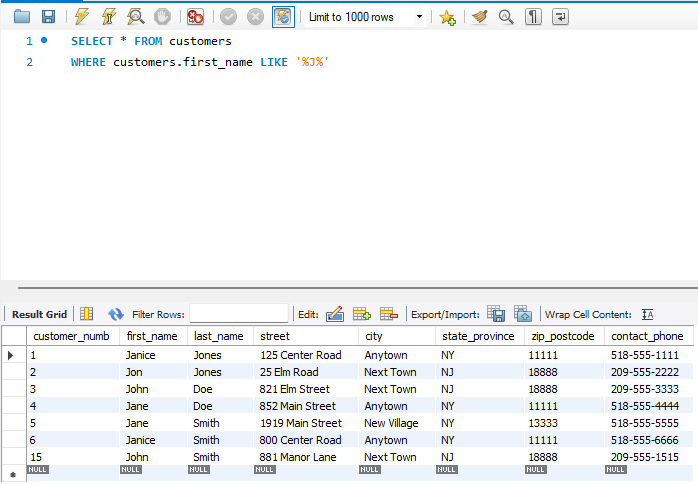 Limit to 1000 rows
1 SELECT * FROM customers
2 WHERE customers.first_name LIKE '%J%'
Result Grid Filter Rows: Edit: Export/Import: Wrap Cell Content:
customer_numb first_name last_name street city state_province zip_postcode contact_phone
1 Janice Jones 125 Center Road Anytown NY 11111 518-555-1111
2 Jon Jones 25 Elm Road Next Town NJ 18888 209-555-2222
3 John Doe 821 Elm Street Next Town NJ 18888 209-555-3333
4 Jane Doe 852 Main Street Anytown NY 11111 518-555-4444
5 Jane Smith 1919 Main Street New Village NY 13333 518-555-5555
6 Janice Smith 800 Center Road Anytown NY 11111 518-555-6666
15 John Smith 881 Manor Lane Next Town NJ 18888 209-555-1515
NULL NULL NULL NULL NULL NULL NULL NULL